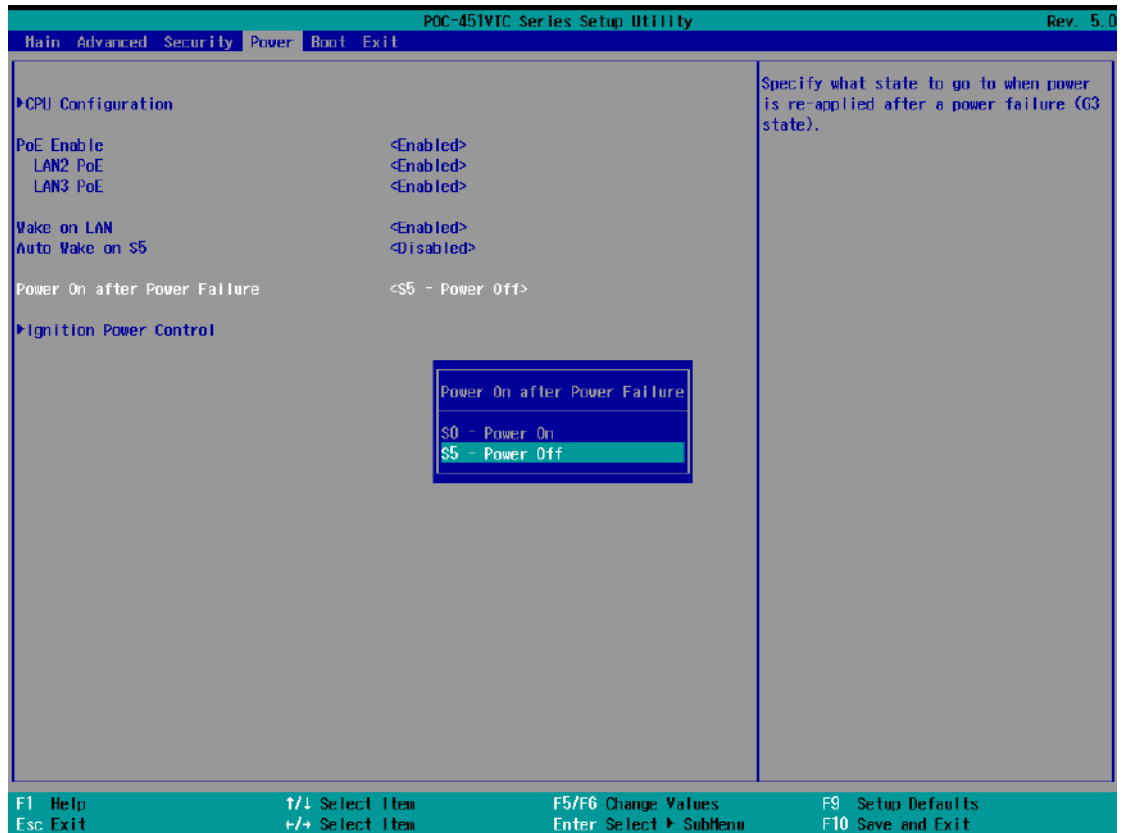 POC-451VTC Series Setup Utility Rev. 5.0
Main Advanced Security Power Boot Exit
▶CPU Configuration
PoE Enable <Enabled>
LAN2 PoE <Enabled>
LAN3 PoE <Enabled>
Wake on LAN <Enabled>
Auto Wake on S5 <Disabled>
Power On after Power Failure <S5 - Power Off>
▶Ignition Power Control
Specify what state to go to when power
is re-applied after a power failure (G3
state).
Power On after Power Failure
S0 - Power On
S5 - Power Off
F1 Help ↑/↓ Select Item F5/F6 Change Values F9 Setup Defaults
Esc Exit ←/→ Select Item Enter Select ▶ SubMenu F10 Save and Exit